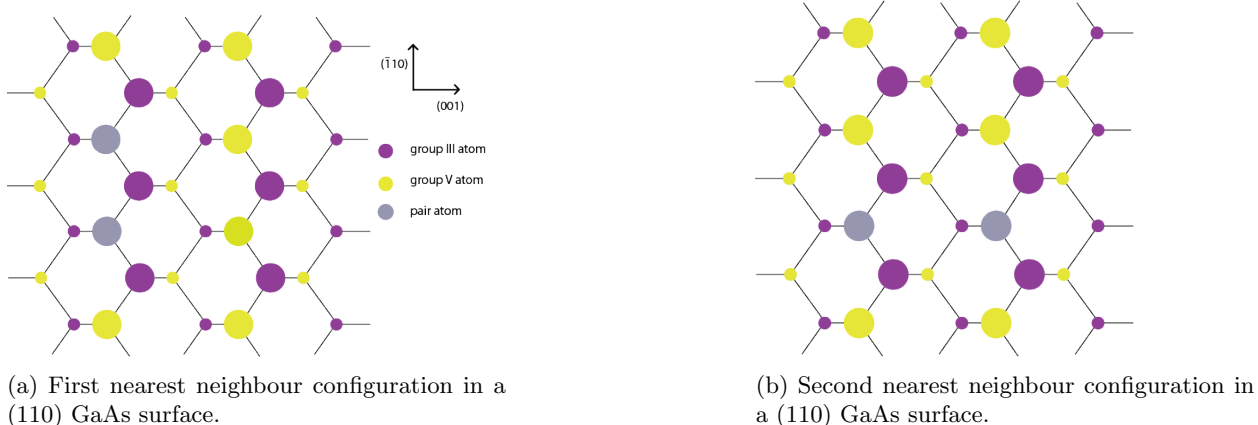 (1̄10)
(001)
group III atom
group V atom
pair atom
(a) First nearest neighbour configuration in a
(110) GaAs surface.
(b) Second nearest neighbour configuration in
a (110) GaAs surface.